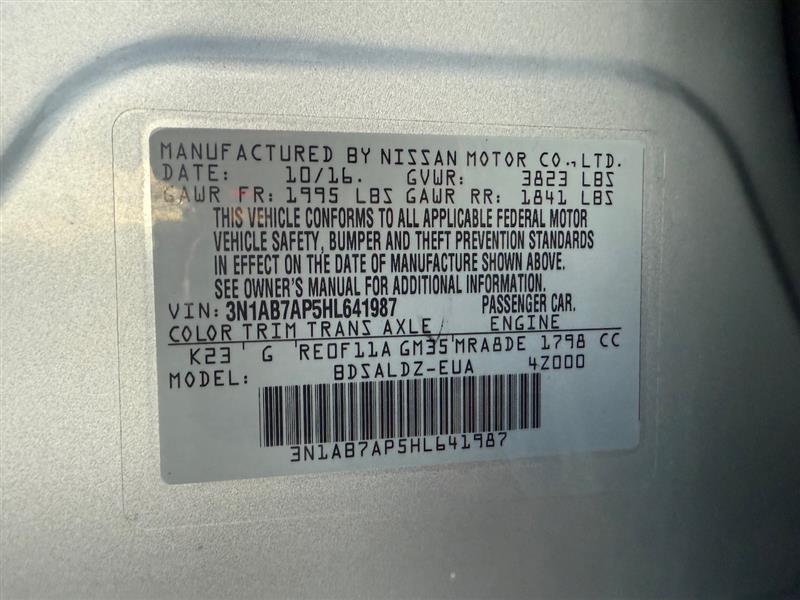 MANUFACTURED BY NISSAN MOTOR CO., LTD.
DATE: 10/16. GVWR: 3823 LBS
GAWR FR: 1995 LBS GAWR RR: 1841 LBS
THIS VEHICLE CONFORMS TO ALL APPLICABLE FEDERAL MOTOR
VEHICLE SAFETY, BUMPER AND THEFT PREVENTION STANDARDS
IN EFFECT ON THE DATE OF MANUFACTURE SHOWN ABOVE.
SEE OWNER'S MANUAL FOR ADDITIONAL INFORMATION.
VIN: 3N1AB7AP5HL641987 PASSENGER CAR.
COLOR TRIM TRANS AXLE ENGINE
K23 G RE0F11A GM35 MRA8DE 1798 CC
MODEL: BDSALDZ-EUA 4Z000
3N1AB7AP5HL641987